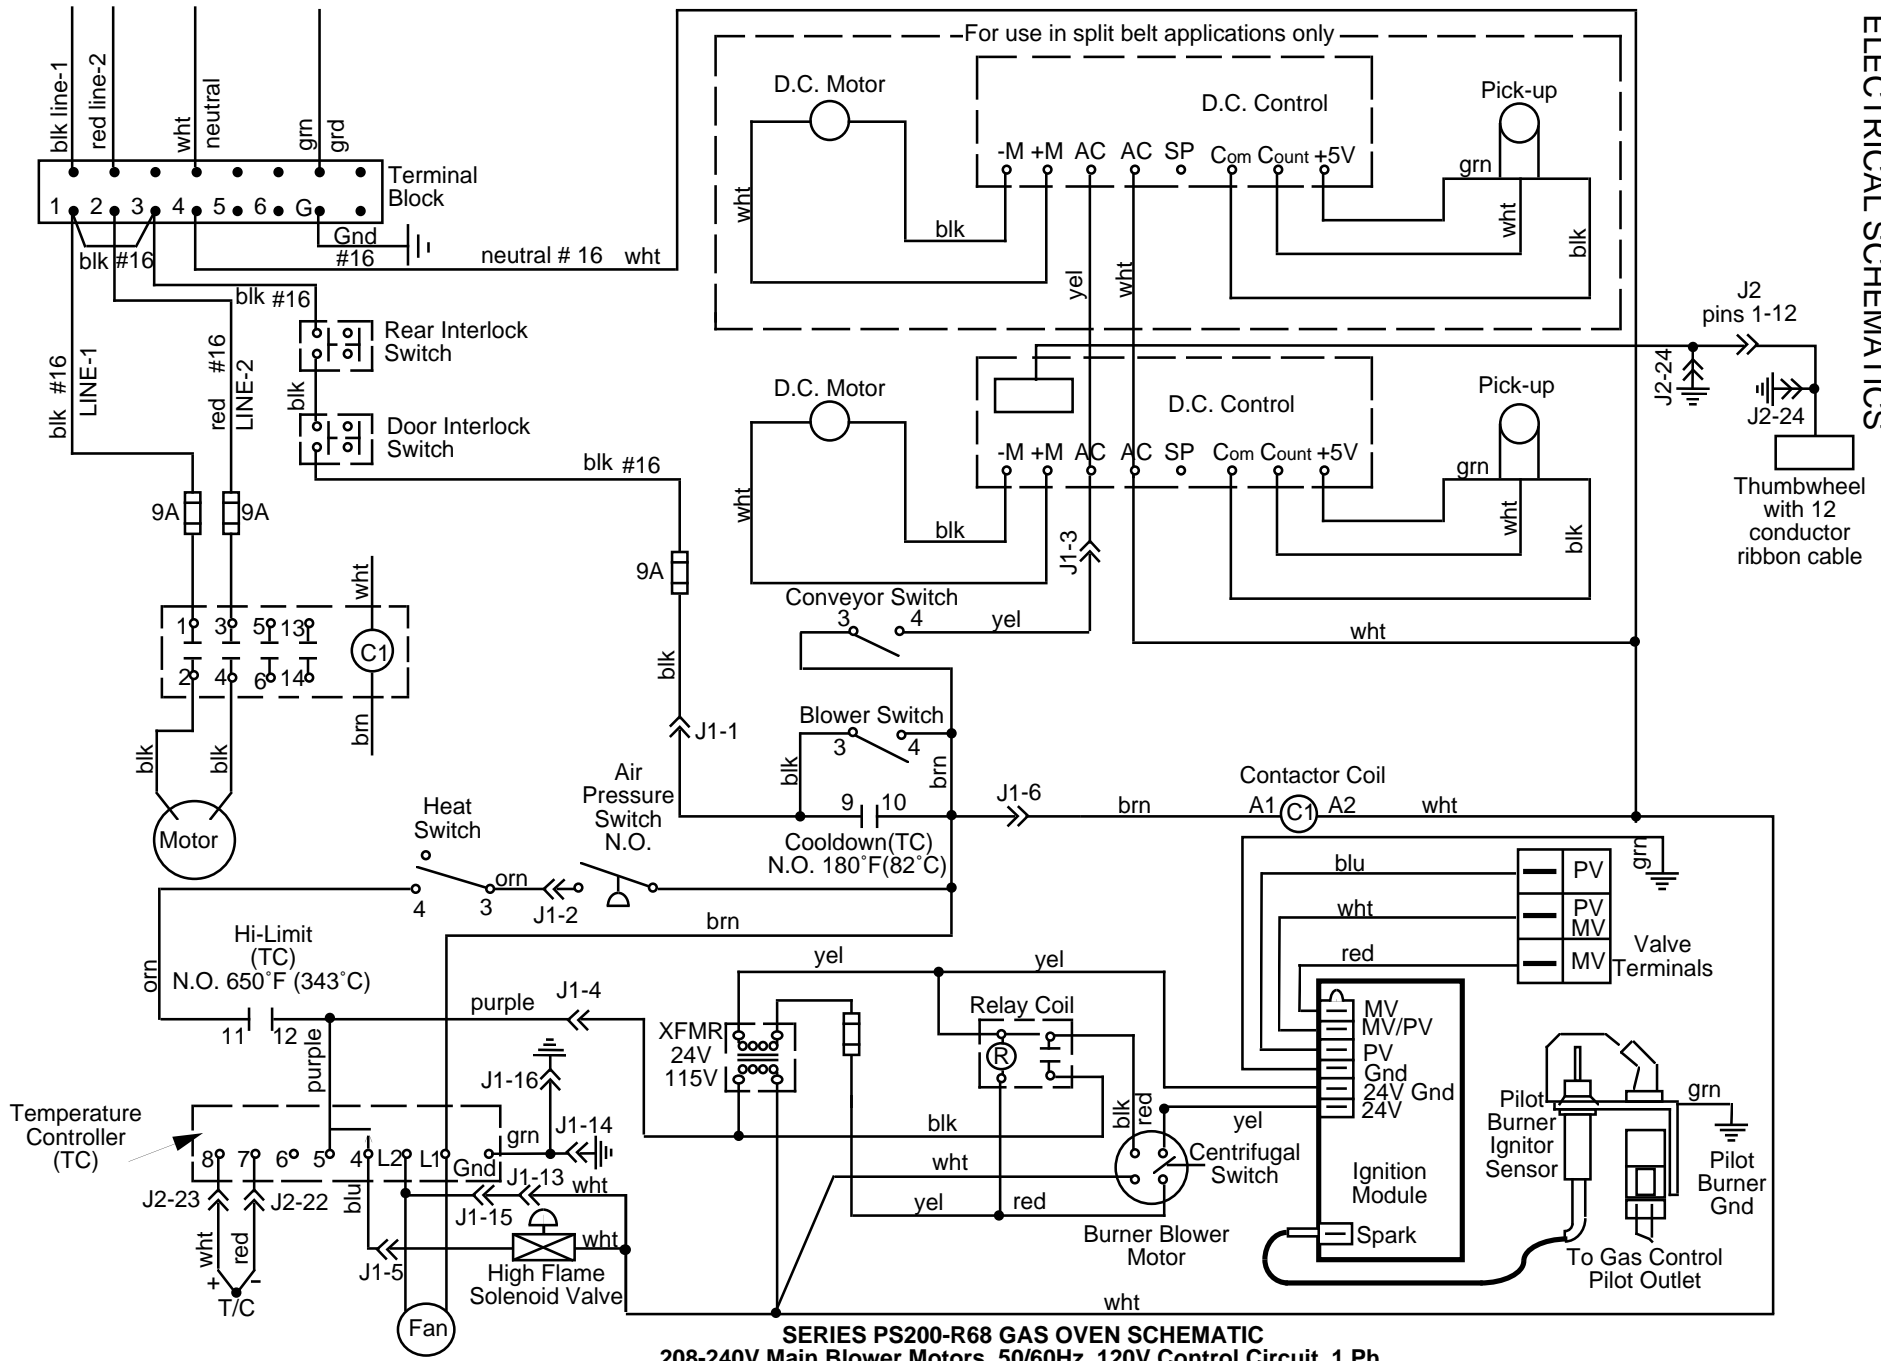 ELECTRICAL SCHEMATICS
For use in split belt applications only
blk line-1
red line-2
wht
neutral
grn
grd
Terminal
Block
1 2 3 4 5 6 G
Gnd
#16
blk #16
neutral # 16 wht
blk #16
D.C. Motor
D.C. Control
Pick-up
-M +M AC AC SP Com Count +5V
wht
blk
yel
wht
grn
wht
blk
Rear Interlock
Switch
blk
Door Interlock
Switch
blk #16
LINE-1
red #16
LINE-2
blk #16
9A
9A
9A
J2
pins 1-12
J2-24
J2-24
Thumbwheel
with 12
conductor
ribbon cable
D.C. Motor
D.C. Control
Pick-up
-M +M AC AC SP Com Count +5V
wht
blk
J1-3
grn
wht
blk
1 3 5 13
2 4 6 14
C1
wht
brn
blk
blk
Motor
blk
J1-1
Conveyor Switch
3 4
yel
wht
Blower Switch
3 4
blk
brn
9 10
Cooldown(TC)
N.O. 180˚F(82˚C)
J1-6
brn
Contactor Coil
A1 C1 A2
wht
Air
Pressure
Switch
N.O.
Heat
Switch
4 3
orn
J1-2
orn
brn
Hi-Limit
(TC)
N.O. 650˚F (343˚C)
11 12
purple
J1-4
purple
blu
wht
red
grn
PV
PV
MV
MV
Valve
Terminals
yel
yel
XFMR
24V
115V
Relay Coil
R
MV
MV/PV
PV
Gnd
24V Gnd
24V
Ignition
Module
Spark
blk
red
yel
blk
wht
yel
red
Centrifugal
Switch
Burner Blower
Motor
Pilot
Burner
Ignitor
Sensor
grn
Pilot
Burner
Gnd
To Gas Control
Pilot Outlet
Temperature
Controller
(TC)
8 7 6 5 4 L2 L1 Gnd
J1-16
grn
J1-14
J1-13
wht
J1-15
J2-23
J2-22
blu
wht
red
+ -
T/C
J1-5
wht
High Flame
Solenoid Valve
Fan
wht
SERIES PS200-R68 GAS OVEN SCHEMATIC
208-240V Main Blower Motors, 50/60Hz, 120V Control Circuit, 1 Ph